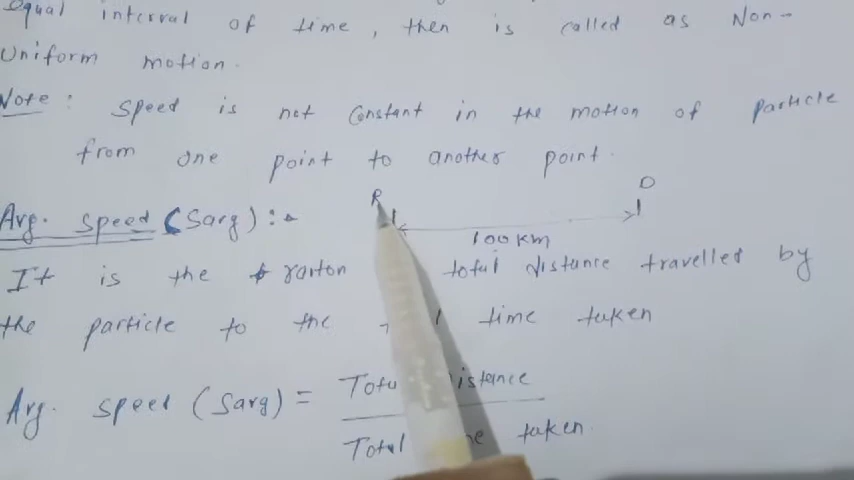 Equal interval of time, then is called as Non-
Uniform motion.
Note: Speed is not Constant in the motion of particle
from one point to another point.
R D
Avg. Speed (Savg) :-
100 km
It is the ration total distance travelled by
the particle to the time taken
Avg. Speed (Savg) = Total Distance
Total taken.